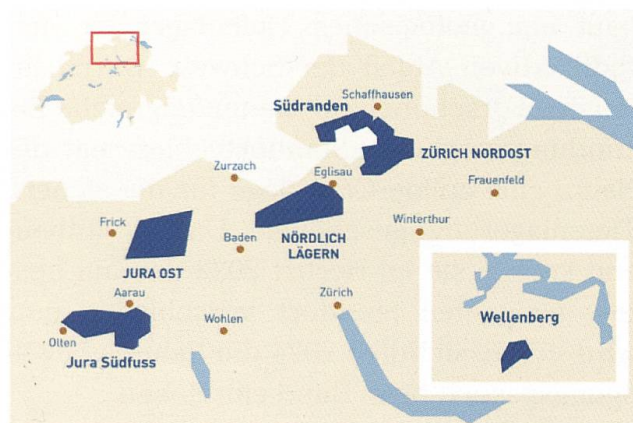 Schaffhausen
Südranden
ZÜRICH NORDOST
Zurzach
Eglisau
Frauenfeld
Frick
Baden
NÖRDLICH
LÄGERN
Winterthur
JURA OST
Aarau
Zürich
Wohlen
Wellenberg
Olten
Jura Südfuss